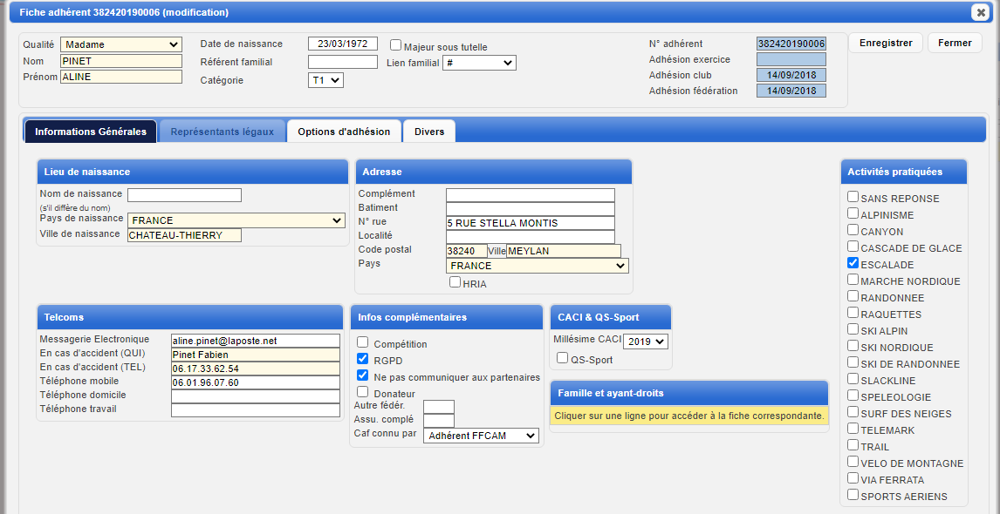 Fiche adhérent 382420190006 (modification)
Qualité Madame
Nom PINET
Prénom ALINE
Date de naissance 23/03/1972 Majeur sous tutelle
Référent familial Lien familial #
Catégorie T1
N° adhérent 382420190006
Adhésion exercice
Adhésion club 14/09/2018
Adhésion fédération 14/09/2018
Enregistrer Fermer
Informations Générales Représentants légaux Options d'adhésion Divers
Lieu de naissance
Nom de naissance
(s'il diffère du nom)
Pays de naissance FRANCE
Ville de naissance CHATEAU-THIERRY
Adresse
Complément
Batiment
N° rue 5 RUE STELLA MONTIS
Localité
Code postal 38240 Ville MEYLAN
Pays FRANCE
HRIA
Telcoms
Messagerie Electronique aline.pinet@laposte.net
En cas d'accident (QUI) Pinet Fabien
En cas d'accident (TEL) 06.17.33.62.54
Téléphone mobile 06.01.96.07.60
Téléphone domicile
Téléphone travail
Infos complémentaires
Compétition
RGPD
Ne pas communiquer aux partenaires
Donateur
Autre fédér.
Assu. complé
Caf connu par Adhérent FFCAM
CACI & QS-Sport
Millésime CACI 2019
QS-Sport
Famille et ayant-droits
Cliquer sur une ligne pour accéder à la fiche correspondante.
Activités pratiquées
SANS REPONSE
ALPINISME
CANYON
CASCADE DE GLACE
ESCALADE
MARCHE NORDIQUE
RANDONNEE
RAQUETTES
SKI ALPIN
SKI NORDIQUE
SKI DE RANDONNEE
SLACKLINE
SPELEOLOGIE
SURF DES NEIGES
TELEMARK
TRAIL
VELO DE MONTAGNE
VIA FERRATA
SPORTS AERIENS